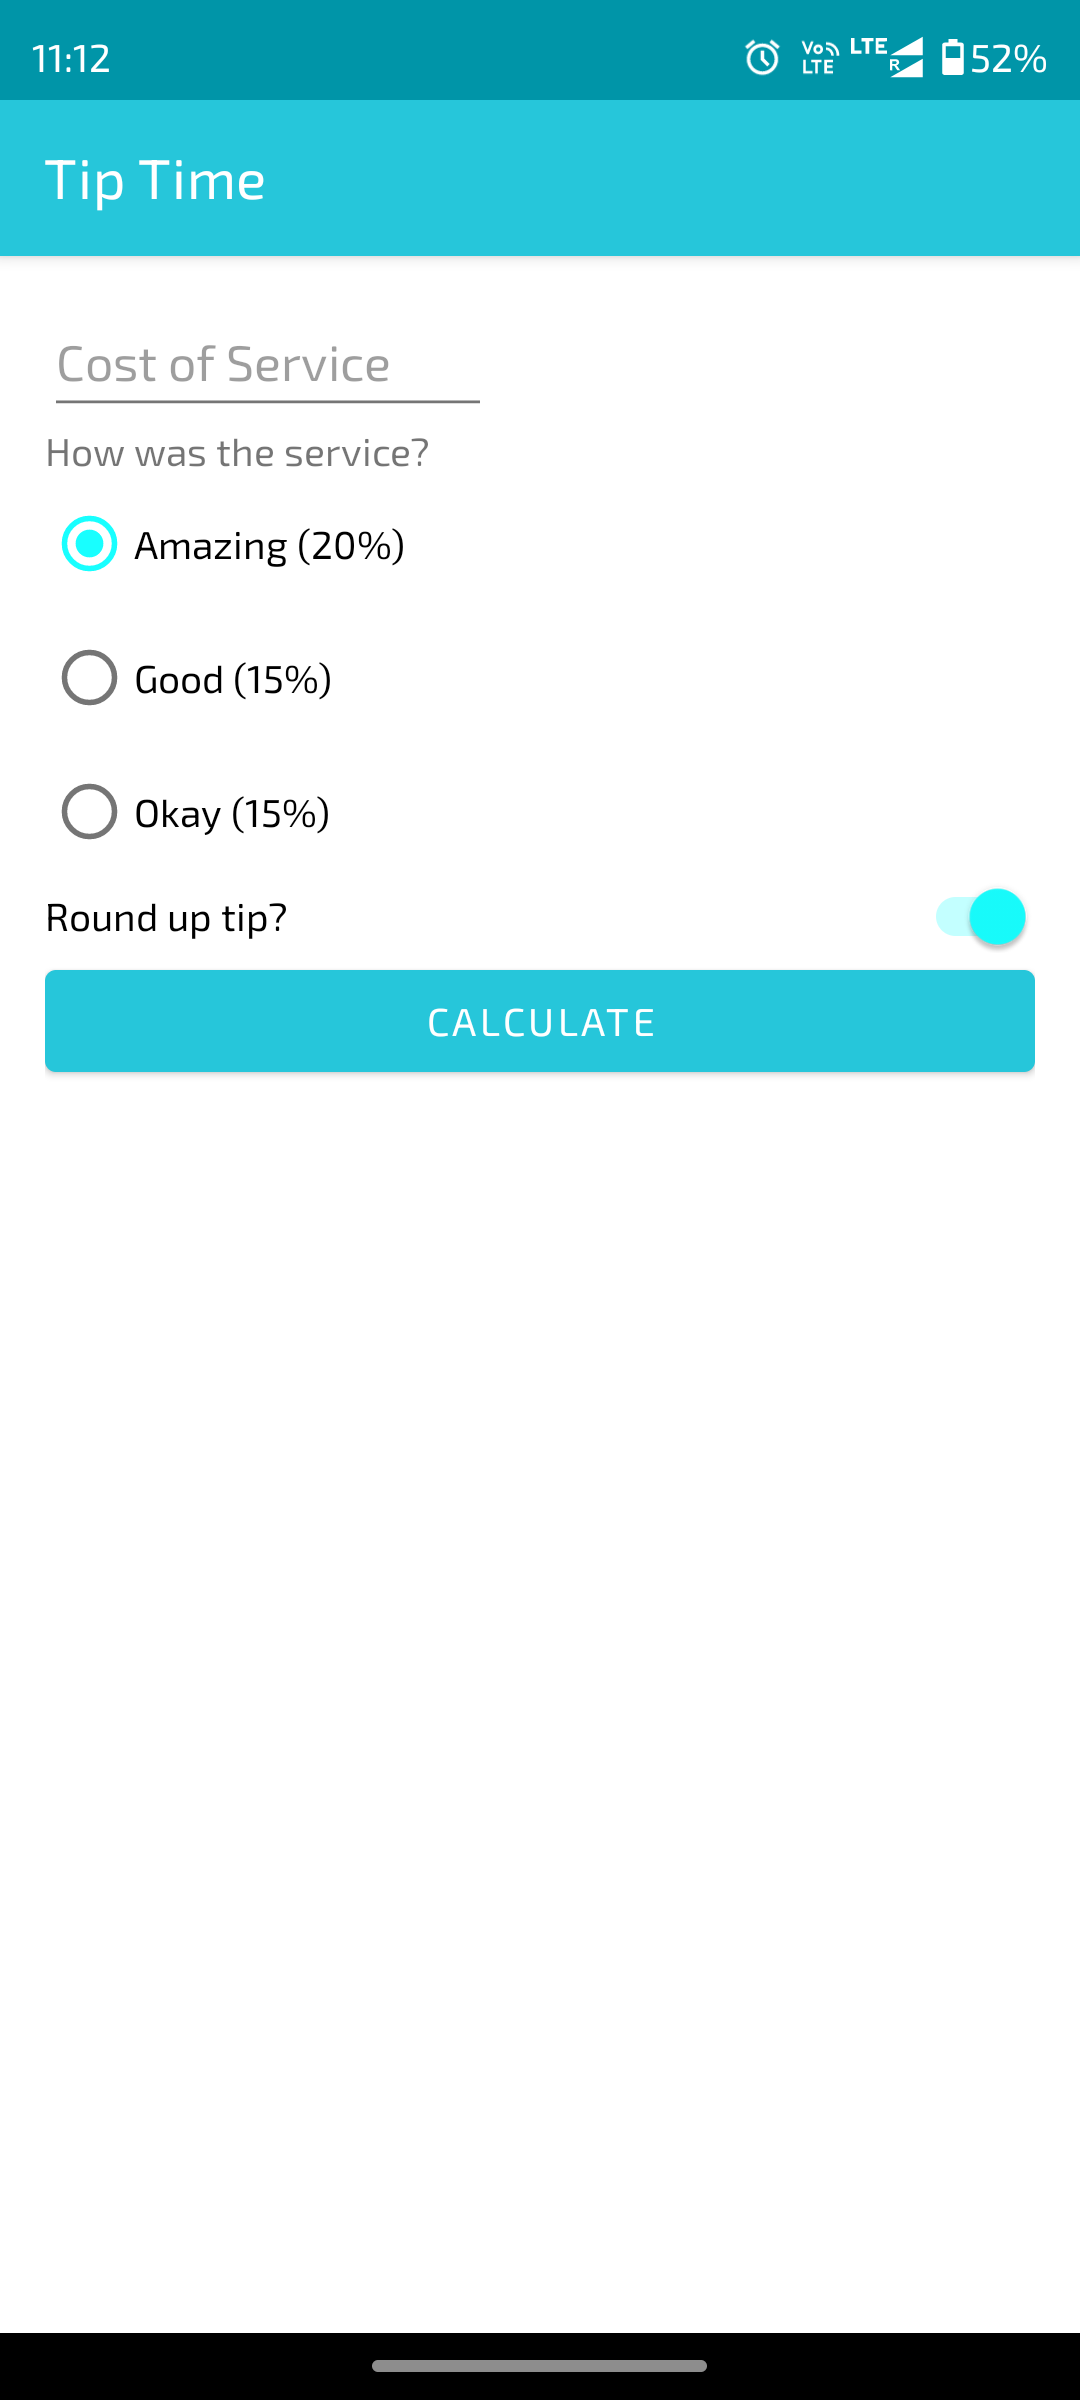 11:12
Vo LTE LTE R 52%
Tip Time
Cost of Service
How was the service?
Amazing (20%)
Good (15%)
Okay (15%)
Round up tip?
CALCULATE